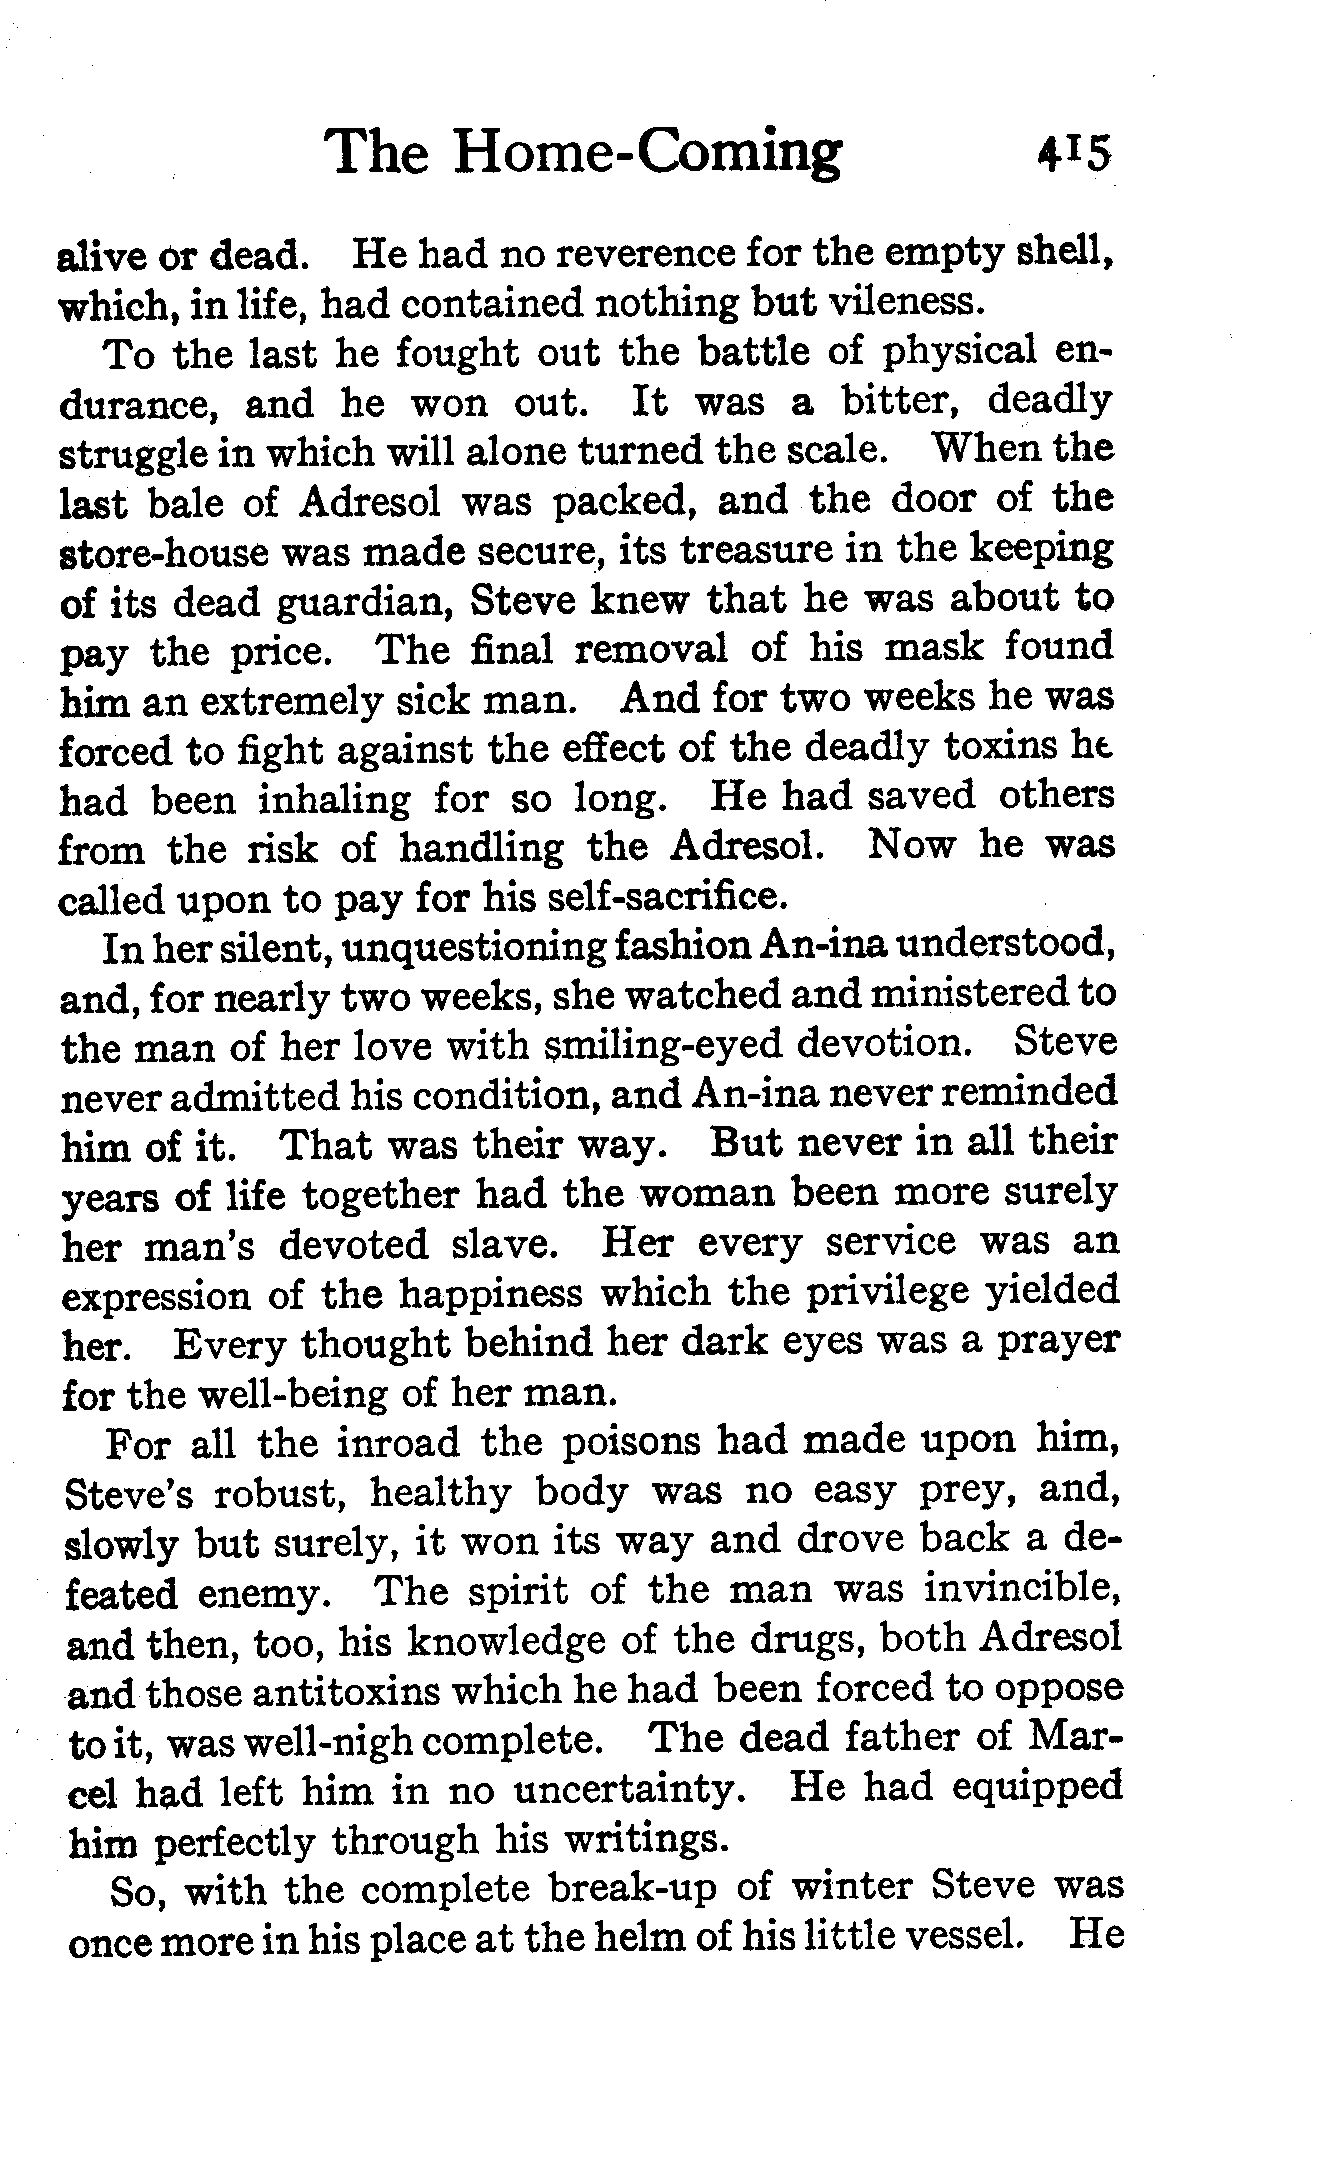 The Home-Coming 415
alive or dead. He had no reverence for the empty shell,
which, in life, had contained nothing but vileness.
To the last he fought out the battle of physical en-
durance, and he won out. It was a bitter, deadly
struggle in which will alone turned the scale. When the
last bale of Adresol was packed, and the door of the
store-house was made secure, its treasure in the keeping
of its dead guardian, Steve knew that he was about to
pay the price. The final removal of his mask found
him an extremely sick man. And for two weeks he was
forced to fight against the effect of the deadly toxins he
had been inhaling for so long. He had saved others
from the risk of handling the Adresol. Now he was
called upon to pay for his self-sacrifice.
In her silent, unquestioning fashion An-ina understood,
and, for nearly two weeks, she watched and ministered to
the man of her love with smiling-eyed devotion. Steve
never admitted his condition, and An-ina never reminded
him of it. That was their way. But never in all their
years of life together had the woman been more surely
her man's devoted slave. Her every service was an
expression of the happiness which the privilege yielded
her. Every thought behind her dark eyes was a prayer
for the well-being of her man.
For all the inroad the poisons had made upon him,
Steve's robust, healthy body was no easy prey, and,
slowly but surely, it won its way and drove back a de-
feated enemy. The spirit of the man was invincible,
and then, too, his knowledge of the drugs, both Adresol
and those antitoxins which he had been forced to oppose
to it, was well-nigh complete. The dead father of Mar-
cel had left him in no uncertainty. He had equipped
him perfectly through his writings.
So, with the complete break-up of winter Steve was
once more in his place at the helm of his little vessel. He